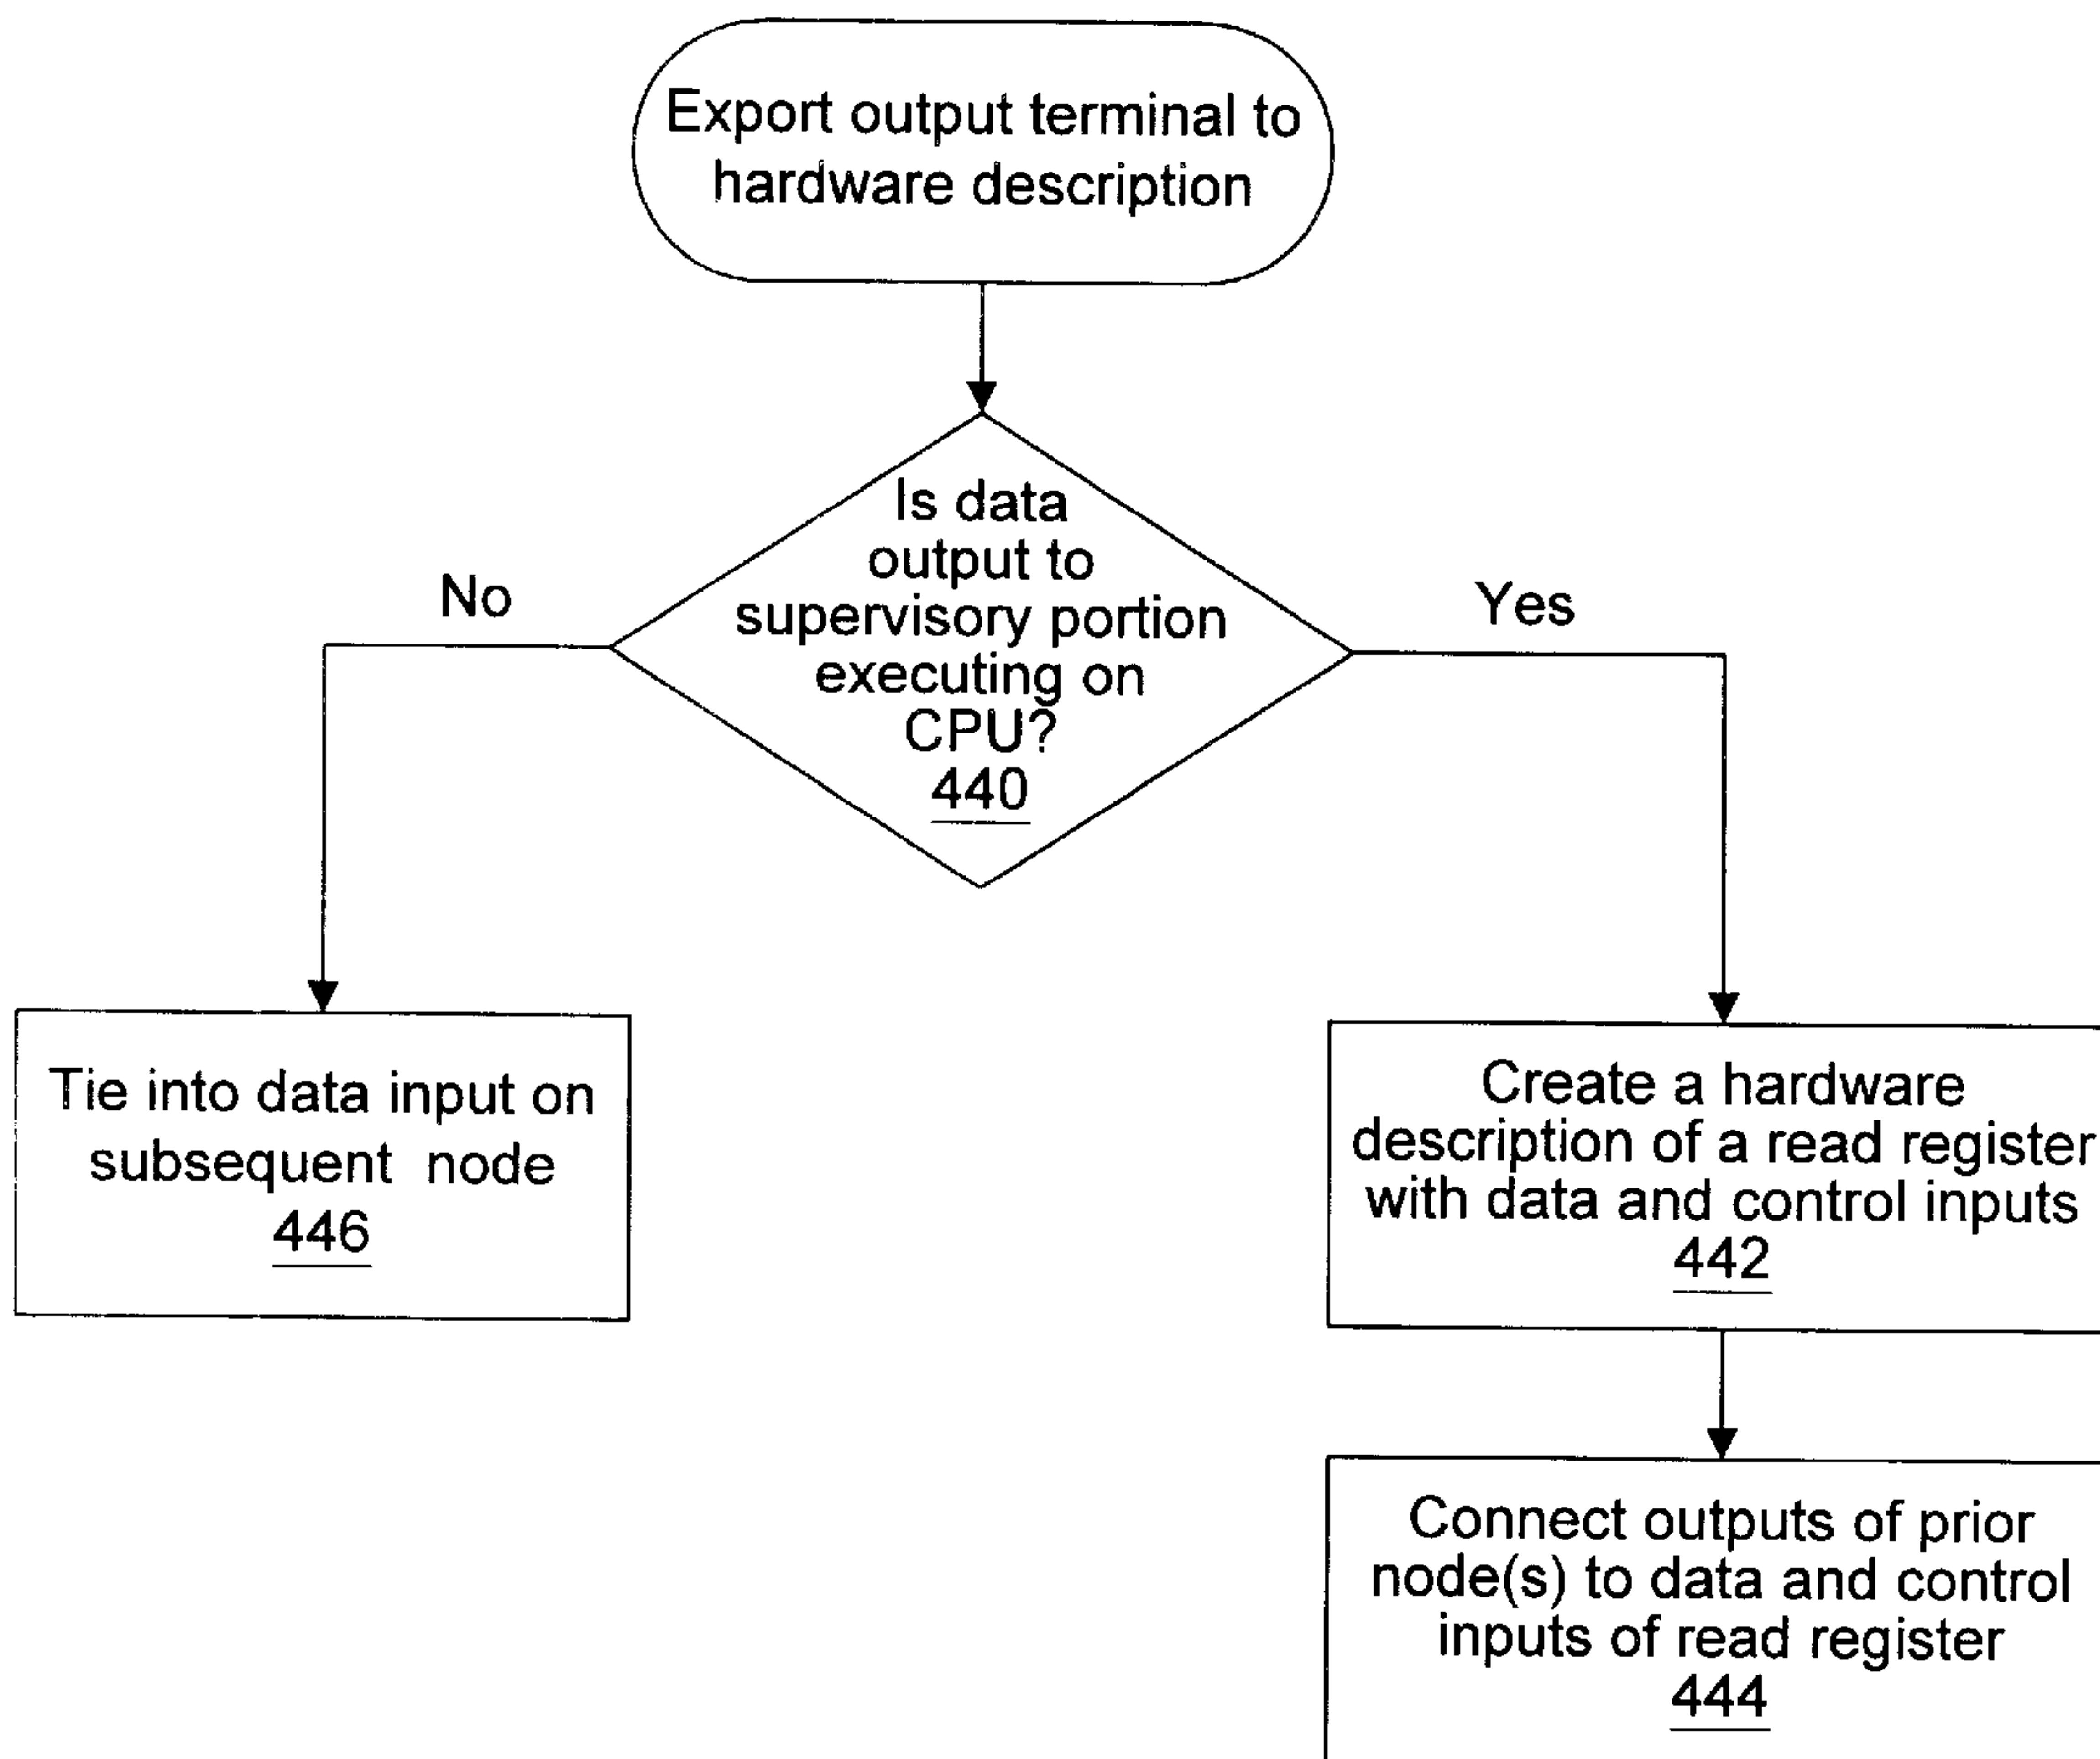 Export output terminal to
hardware description
Is data
output to
supervisory portion
executing on
CPU?
440
No
Yes
Tie into data input on
subsequent node
446
Create a hardware
description of a read register
with data and control inputs
442
Connect outputs of prior
node(s) to data and control
inputs of read register
444